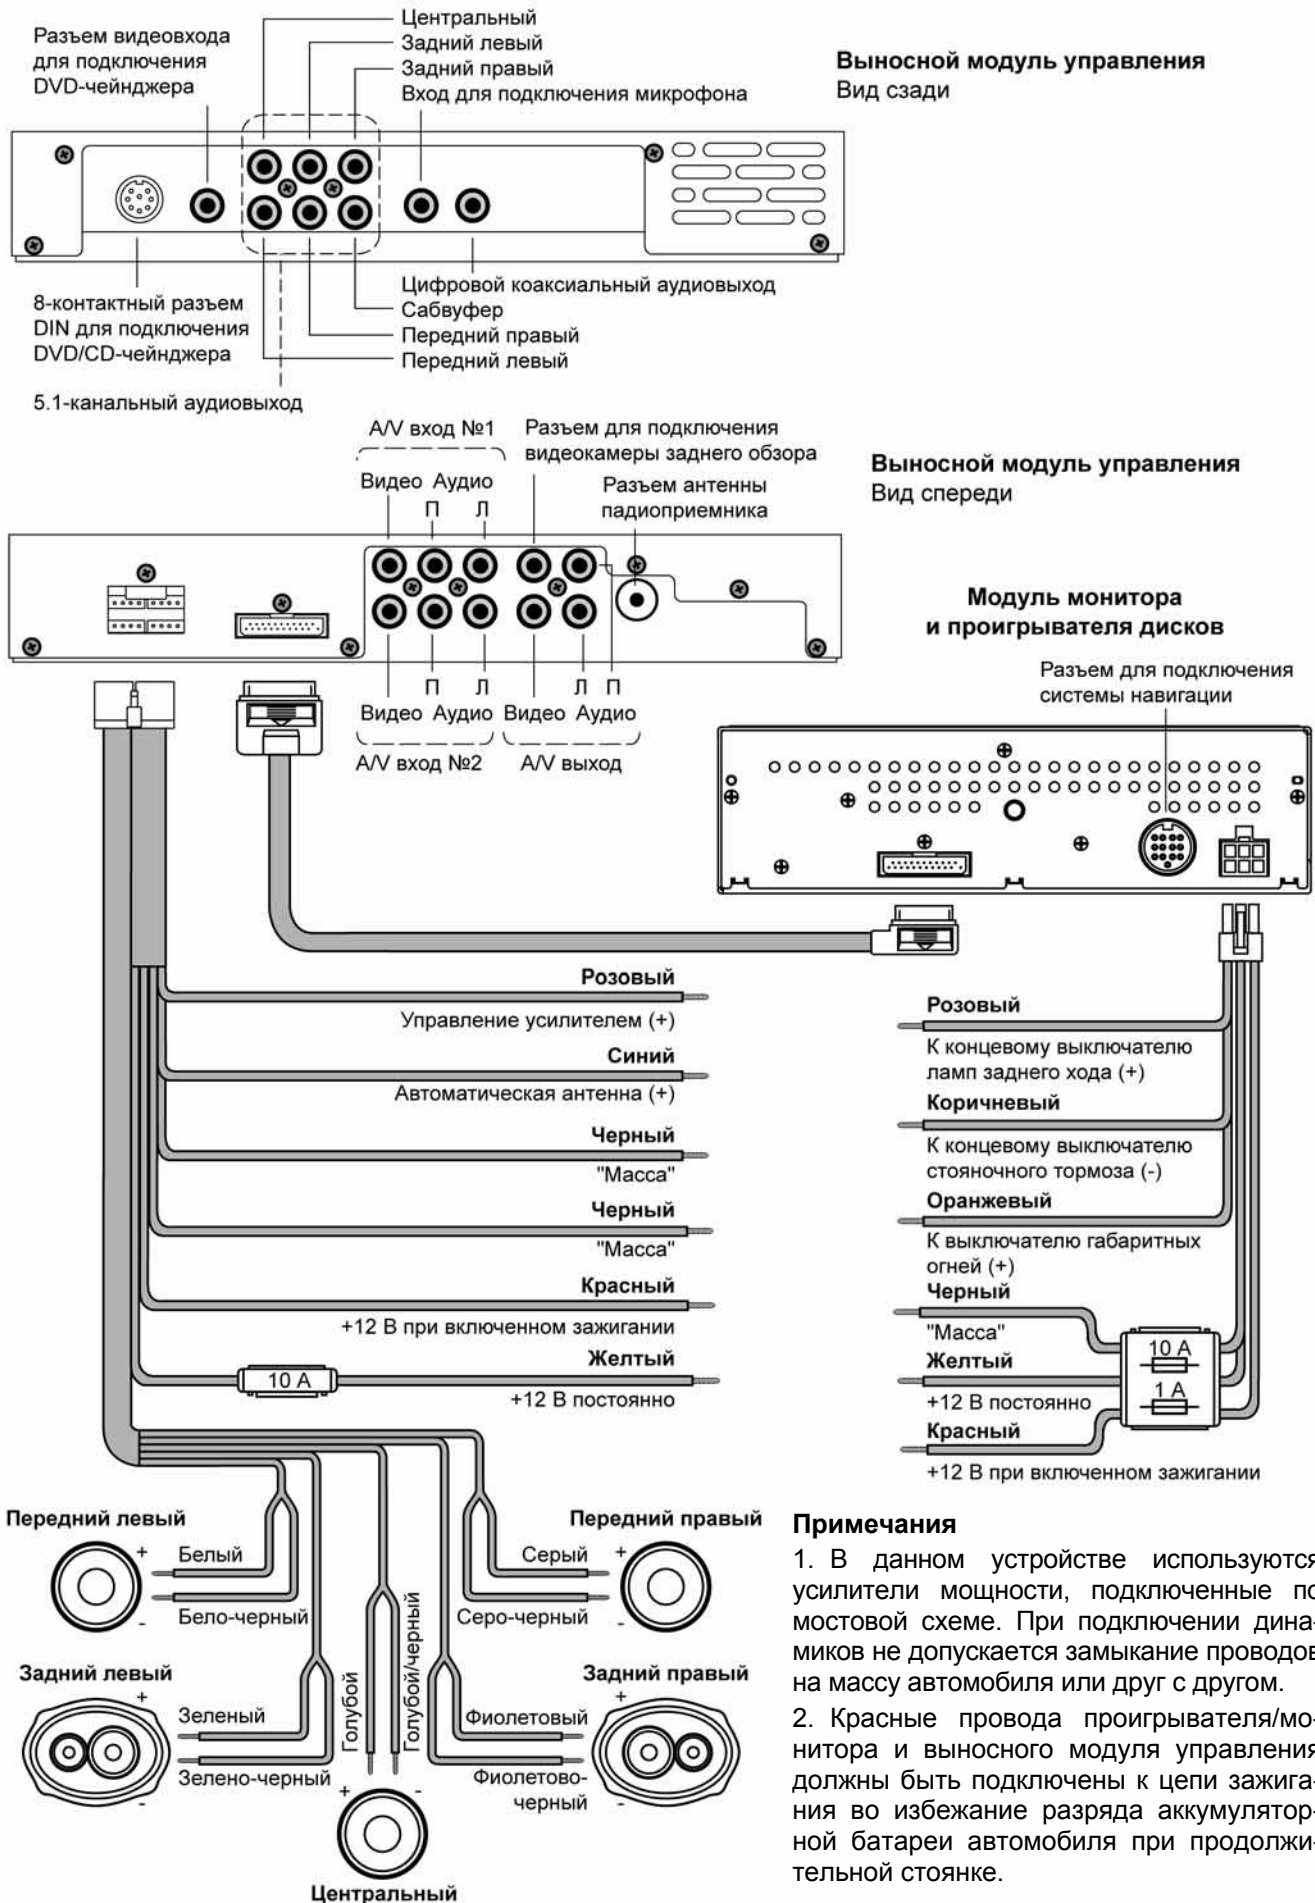 Разъем видеовхода
для подключения
DVD-чейнджера
Центральный
Задний левый
Задний правый
Вход для подключения микрофона
Выносной модуль управления
Вид сзади
8-контактный разъем
DIN для подключения
DVD/CD-чейнджера
5.1-канальный аудиовыход
Цифровой коаксиальный аудиовыход
Сабвуфер
Передний правый
Передний левый
A/V вход №1
Видео Аудио
П Л
Разъем для подключения
видеокамеры заднего обзора
Разъем антенны
падиоприемника
Выносной модуль управления
Вид спереди
П Л
Видео Аудио
A/V вход №2
Л П
Видео Аудио
A/V выход
Модуль монитора
и проигрывателя дисков
Разъем для подключения
системы навигации
Розовый
Управление усилителем (+)
Синий
Автоматическая антенна (+)
Черный
"Масса"
Черный
"Масса"
Красный
+12 В при включенном зажигании
Желтый
10 А
+12 В постоянно
Розовый
К концевому выключателю
ламп заднего хода (+)
Коричневый
К концевому выключателю
стояночного тормоза (-)
Оранжевый
К выключателю габаритных
огней (+)
Черный
"Масса"
10 А
Желтый
+12 В постоянно
1 А
Красный
+12 В при включенном зажигании
Передний левый
+
Белый
Бело-черный
-
Передний правый
Серый
+
Серо-черный
-
Задний левый
+
Зеленый
Зелено-черный
-
Голубой
Голубой/черный
Задний правый
+
Фиолетовый
Фиолетово-
черный
-
+ -
Центральный
Примечания
1. В данном устройстве используются
усилители мощности, подключенные по
мостовой схеме. При подключении дина-
миков не допускается замыкание проводов
на массу автомобиля или друг с другом.
2. Красные провода проигрывателя/мо-
нитора и выносного модуля управления
должны быть подключены к цепи зажига-
ния во избежание разряда аккумулятор-
ной батареи автомобиля при продолжи-
тельной стоянке.